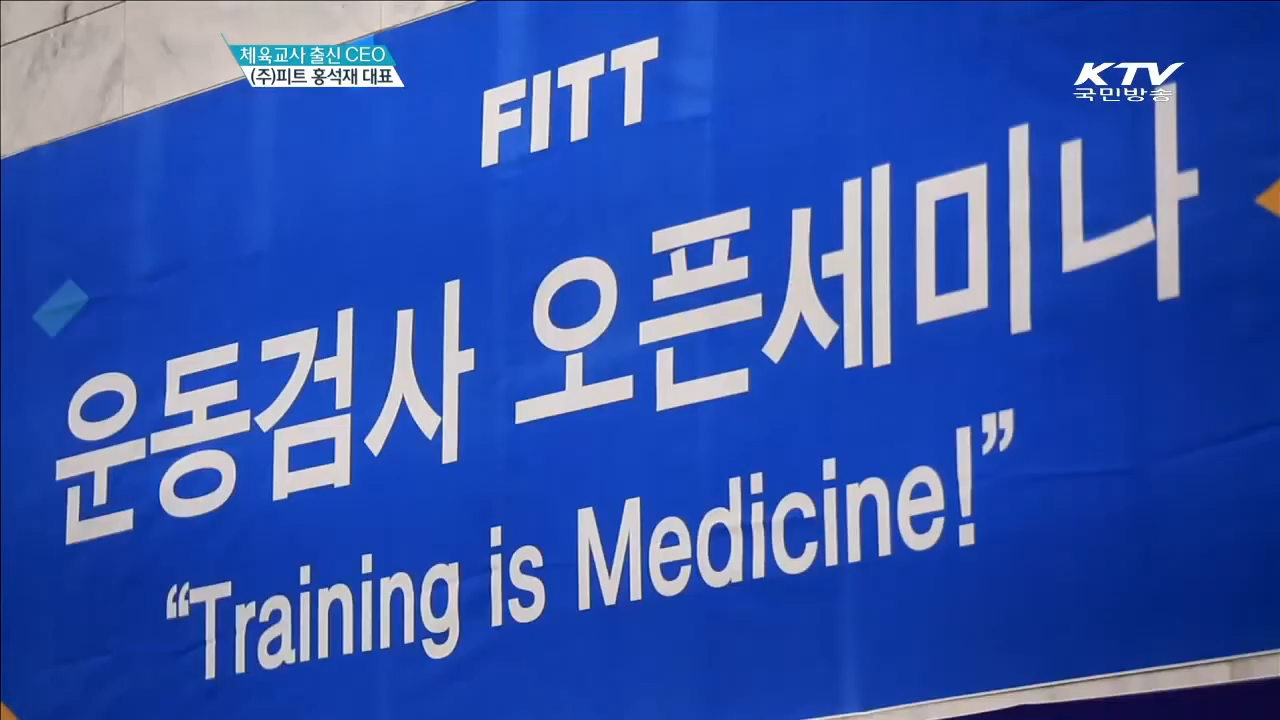 체육교사 출신 CEO
(주)피트 홍석재 대표
KTV
국민방송
FITT
운동검사 오픈세미나
“Training is Medicine!”